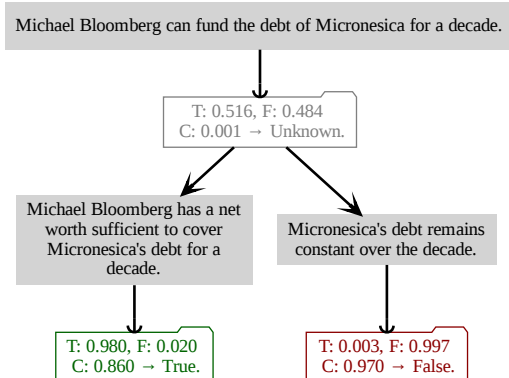 Michael Bloomberg can fund the debt of Micronesica for a decade.
T: 0.516, F: 0.484
C: 0.001 → Unknown.
Michael Bloomberg has a net
worth sufficient to cover
Micronesica's debt for a
decade.
Micronesica's debt remains
constant over the decade.
T: 0.980, F: 0.020
C: 0.860 → True.
T: 0.003, F: 0.997
C: 0.970 → False.